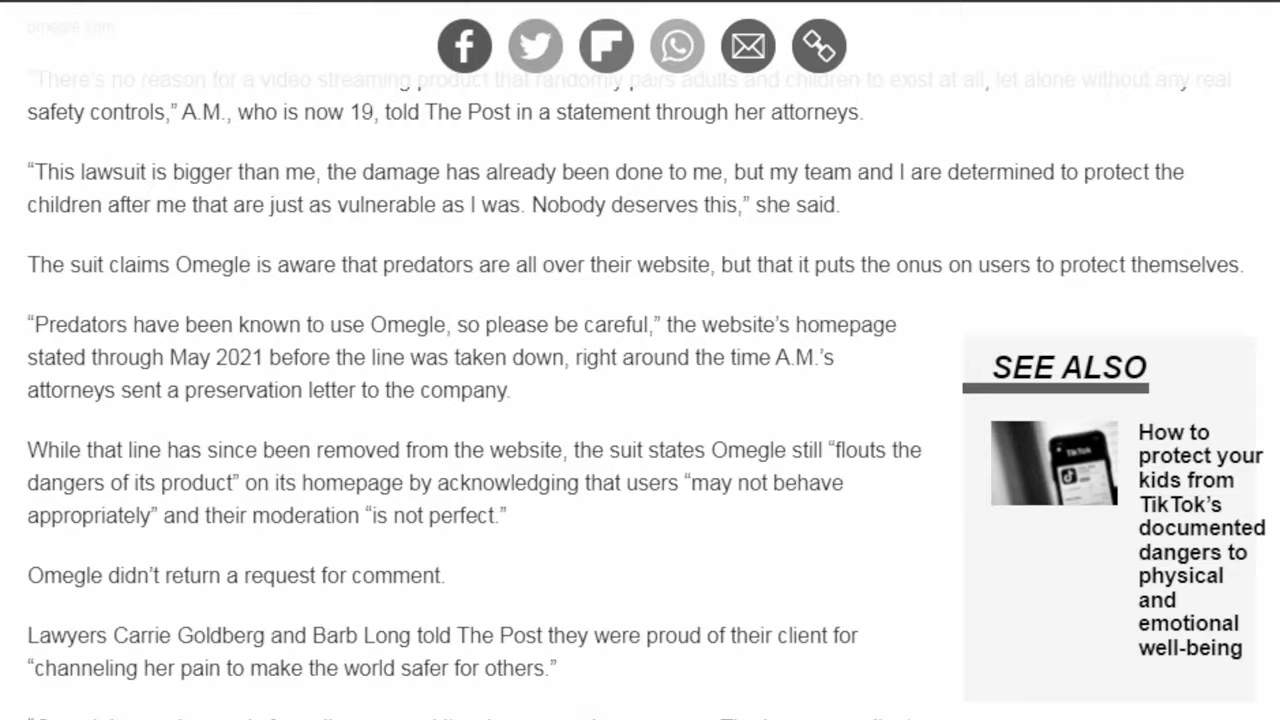 omegle.com
“There's no reason for a video streaming product that randomly pairs adults and children to exist at all, let alone without any real
safety controls,” A.M., who is now 19, told The Post in a statement through her attorneys.
“This lawsuit is bigger than me, the damage has already been done to me, but my team and I are determined to protect the
children after me that are just as vulnerable as I was. Nobody deserves this,” she said.
The suit claims Omegle is aware that predators are all over their website, but that it puts the onus on users to protect themselves.
“Predators have been known to use Omegle, so please be careful,” the website's homepage
stated through May 2021 before the line was taken down, right around the time A.M.'s
attorneys sent a preservation letter to the company.
While that line has since been removed from the website, the suit states Omegle still “flouts the
dangers of its product” on its homepage by acknowledging that users “may not behave
appropriately” and their moderation “is not perfect.”
Omegle didn't return a request for comment.
Lawyers Carrie Goldberg and Barb Long told The Post they were proud of their client for
“channeling her pain to make the world safer for others.”
SEE ALSO
TikTok
How to
protect your
kids from
TikTok's
documented
dangers to
physical
and
emotional
well-being